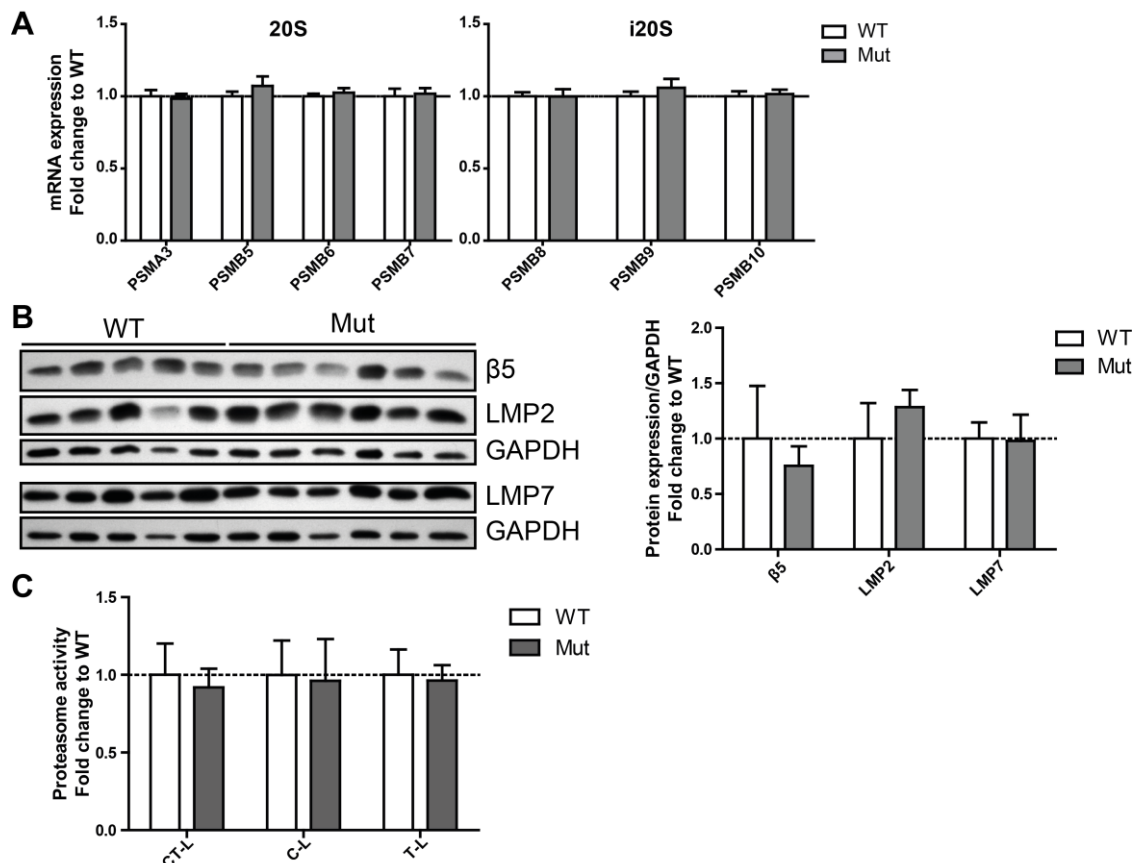 A
mRNA expression
Fold change to WT
20S
1.5
1.0
0.5
0.0
PSMA3
PSMB5
PSMB6
PSMB7
i20S
1.5
1.0
0.5
0.0
PSMB8
PSMB9
PSMB10
WT
Mut
B
WT
Mut
β5
LMP2
GAPDH
LMP7
GAPDH
Protein expression/GAPDH
Fold change to WT
2.0
1.5
1.0
0.5
0.0
β5
LMP2
LMP7
WT
Mut
C
Proteasome activity
Fold change to WT
1.5
1.0
0.5
0.0
CT-L
C-L
T-L
WT
Mut